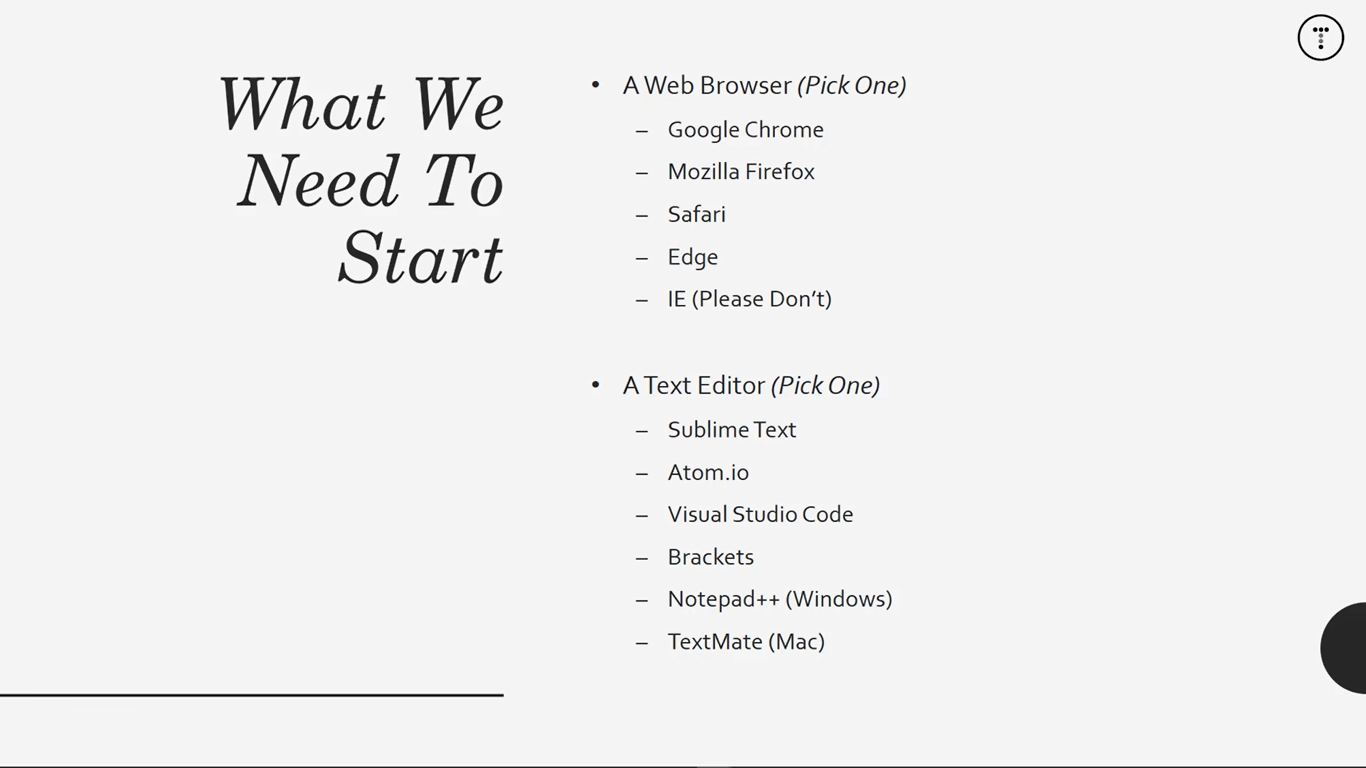 What We
Need To
Start
• A Web Browser (Pick One)
– Google Chrome
– Mozilla Firefox
– Safari
– Edge
– IE (Please Don’t)
• A Text Editor (Pick One)
– Sublime Text
– Atom.io
– Visual Studio Code
– Brackets
– Notepad++ (Windows)
– TextMate (Mac)